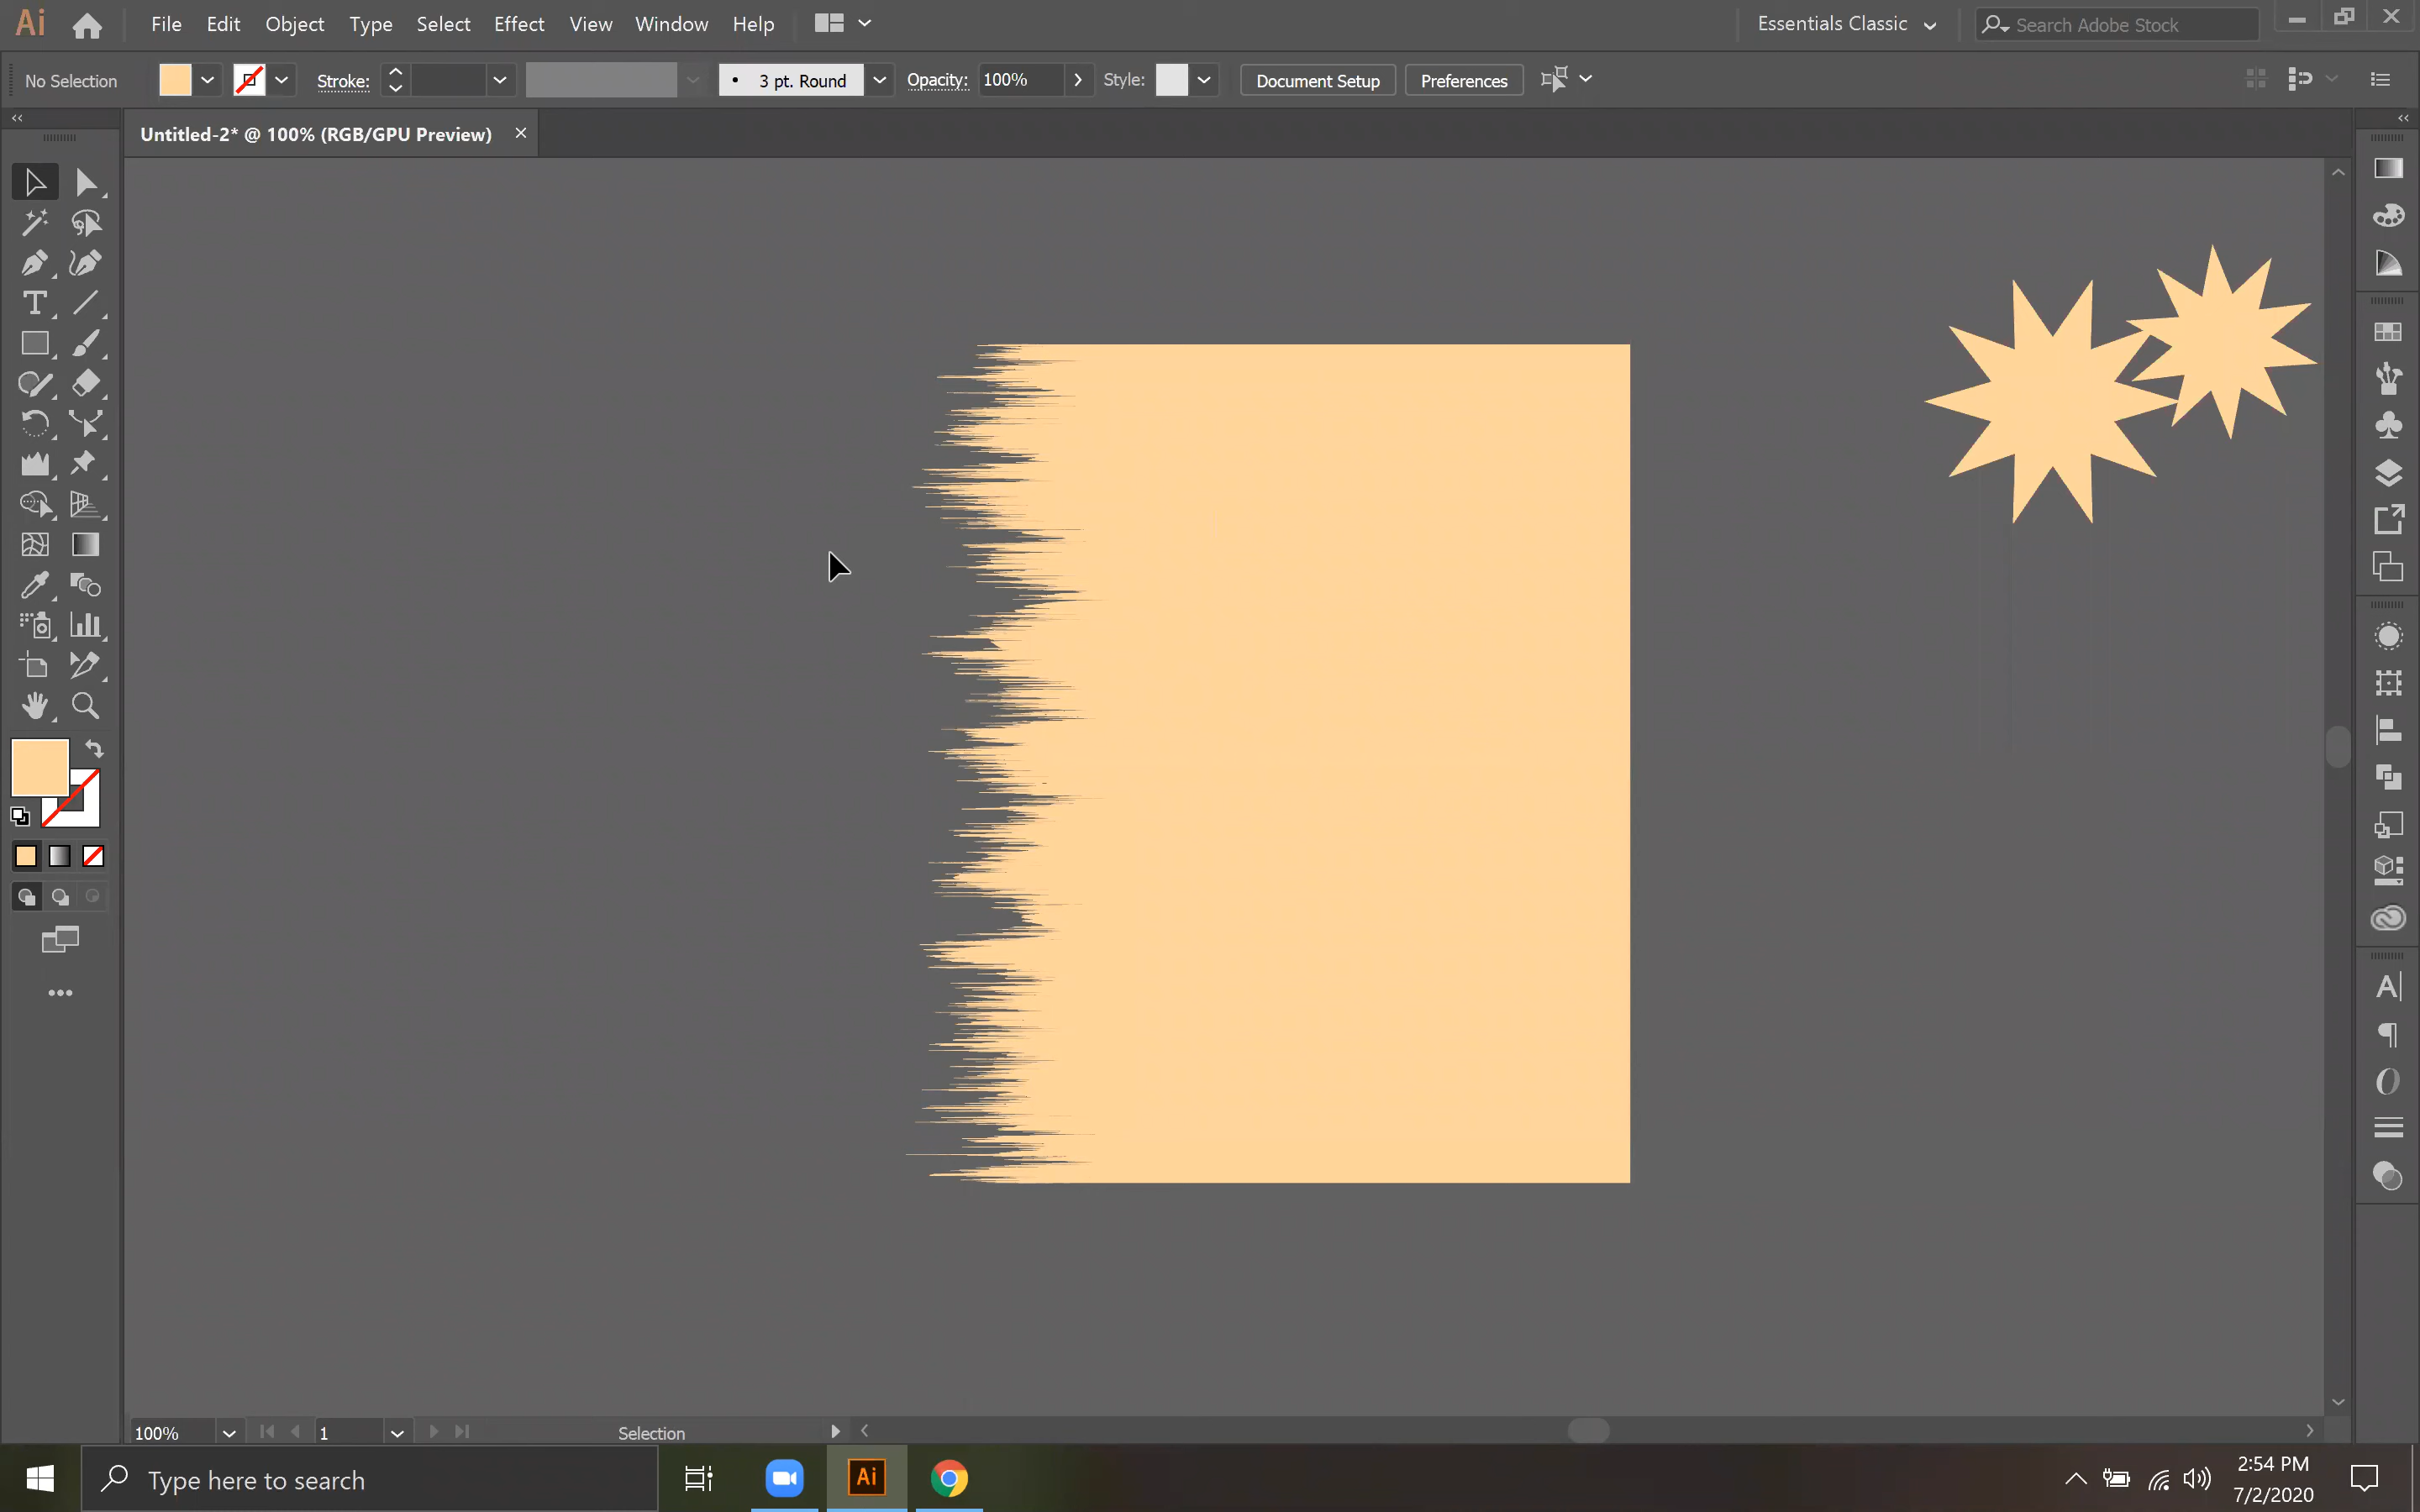 Ai File Edit Object Type Select Effect View Window Help Essentials Classic Search Adobe Stock
No Selection Stroke: 3 pt. Round Opacity: 100% Style: Document Setup Preferences
Untitled-2* @ 100% (RGB/GPU Preview)
100% 1 Selection
Type here to search Ai 2:54 PM
7/2/2020